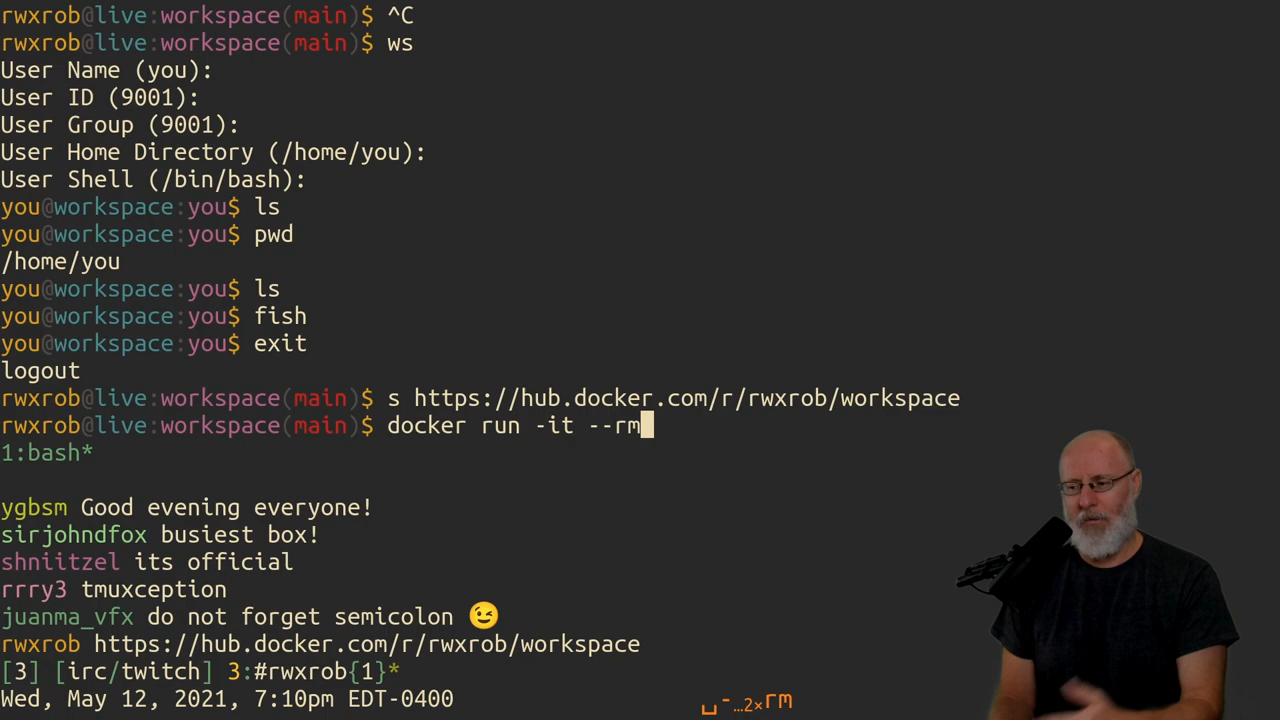 rwxrob@live:workspace(main)$ ^C
rwxrob@live:workspace(main)$ ws
User Name (you):
User ID (9001):
User Group (9001):
User Home Directory (/home/you):
User Shell (/bin/bash):
you@workspace:you$ ls
you@workspace:you$ pwd
/home/you
you@workspace:you$ ls
you@workspace:you$ fish
you@workspace:you$ exit
logout
rwxrob@live:workspace(main)$ s https://hub.docker.com/r/rwxrob/workspace
rwxrob@live:workspace(main)$ docker run -it --rm
1:bash*
ygbsm Good evening everyone!
sirjohndfox busiest box!
shniitzel its official
rrry3 tmuxception
juanma_vfx do not forget semicolon 😉
rwxrob https://hub.docker.com/r/rwxrob/workspace
[3] [irc/twitch] 3:#rwxrob{1}*
Wed, May 12, 2021, 7:10pm EDT-0400
␣-…2×rm